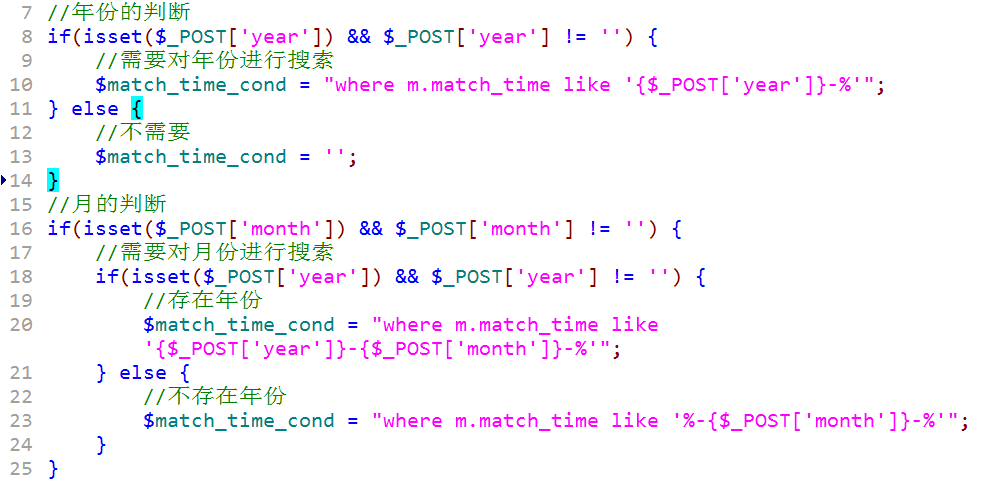 7 //年份的判断
8 if(isset($_POST['year']) && $_POST['year'] != '') {
9 //需要对年份进行搜索
10 $match_time_cond = "where m.match_time like '{$_POST['year']}-%'";
11 } else {
12 //不需要
13 $match_time_cond = '';
14 }
15 //月的判断
16 if(isset($_POST['month']) && $_POST['month'] != '') {
17 //需要对月份进行搜索
18 if(isset($_POST['year']) && $_POST['year'] != '') {
19 //存在年份
20 $match_time_cond = "where m.match_time like
'{$_POST['year']}-{$_POST['month']}-%'";
21 } else {
22 //不存在年份
23 $match_time_cond = "where m.match_time like '%-{$_POST['month']}-%'";
24 }
25 }